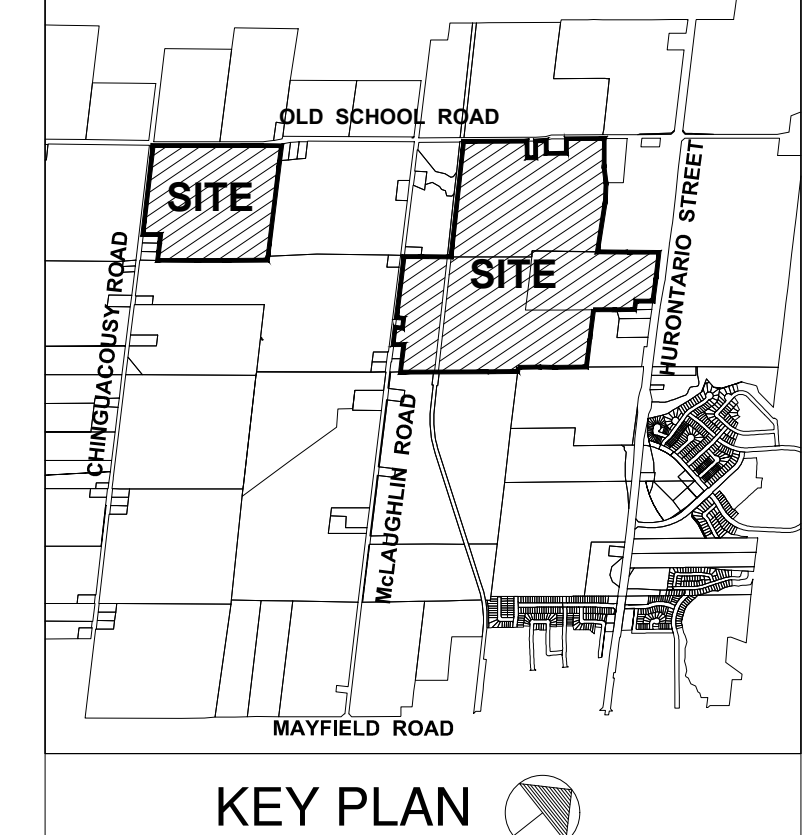 OLD SCHOOL ROAD
SITE
SITE
CHINGUACOUSY ROAD
HURONTARIO STREET
McLAUGHLIN ROAD
MAYFIELD ROAD
KEY PLAN